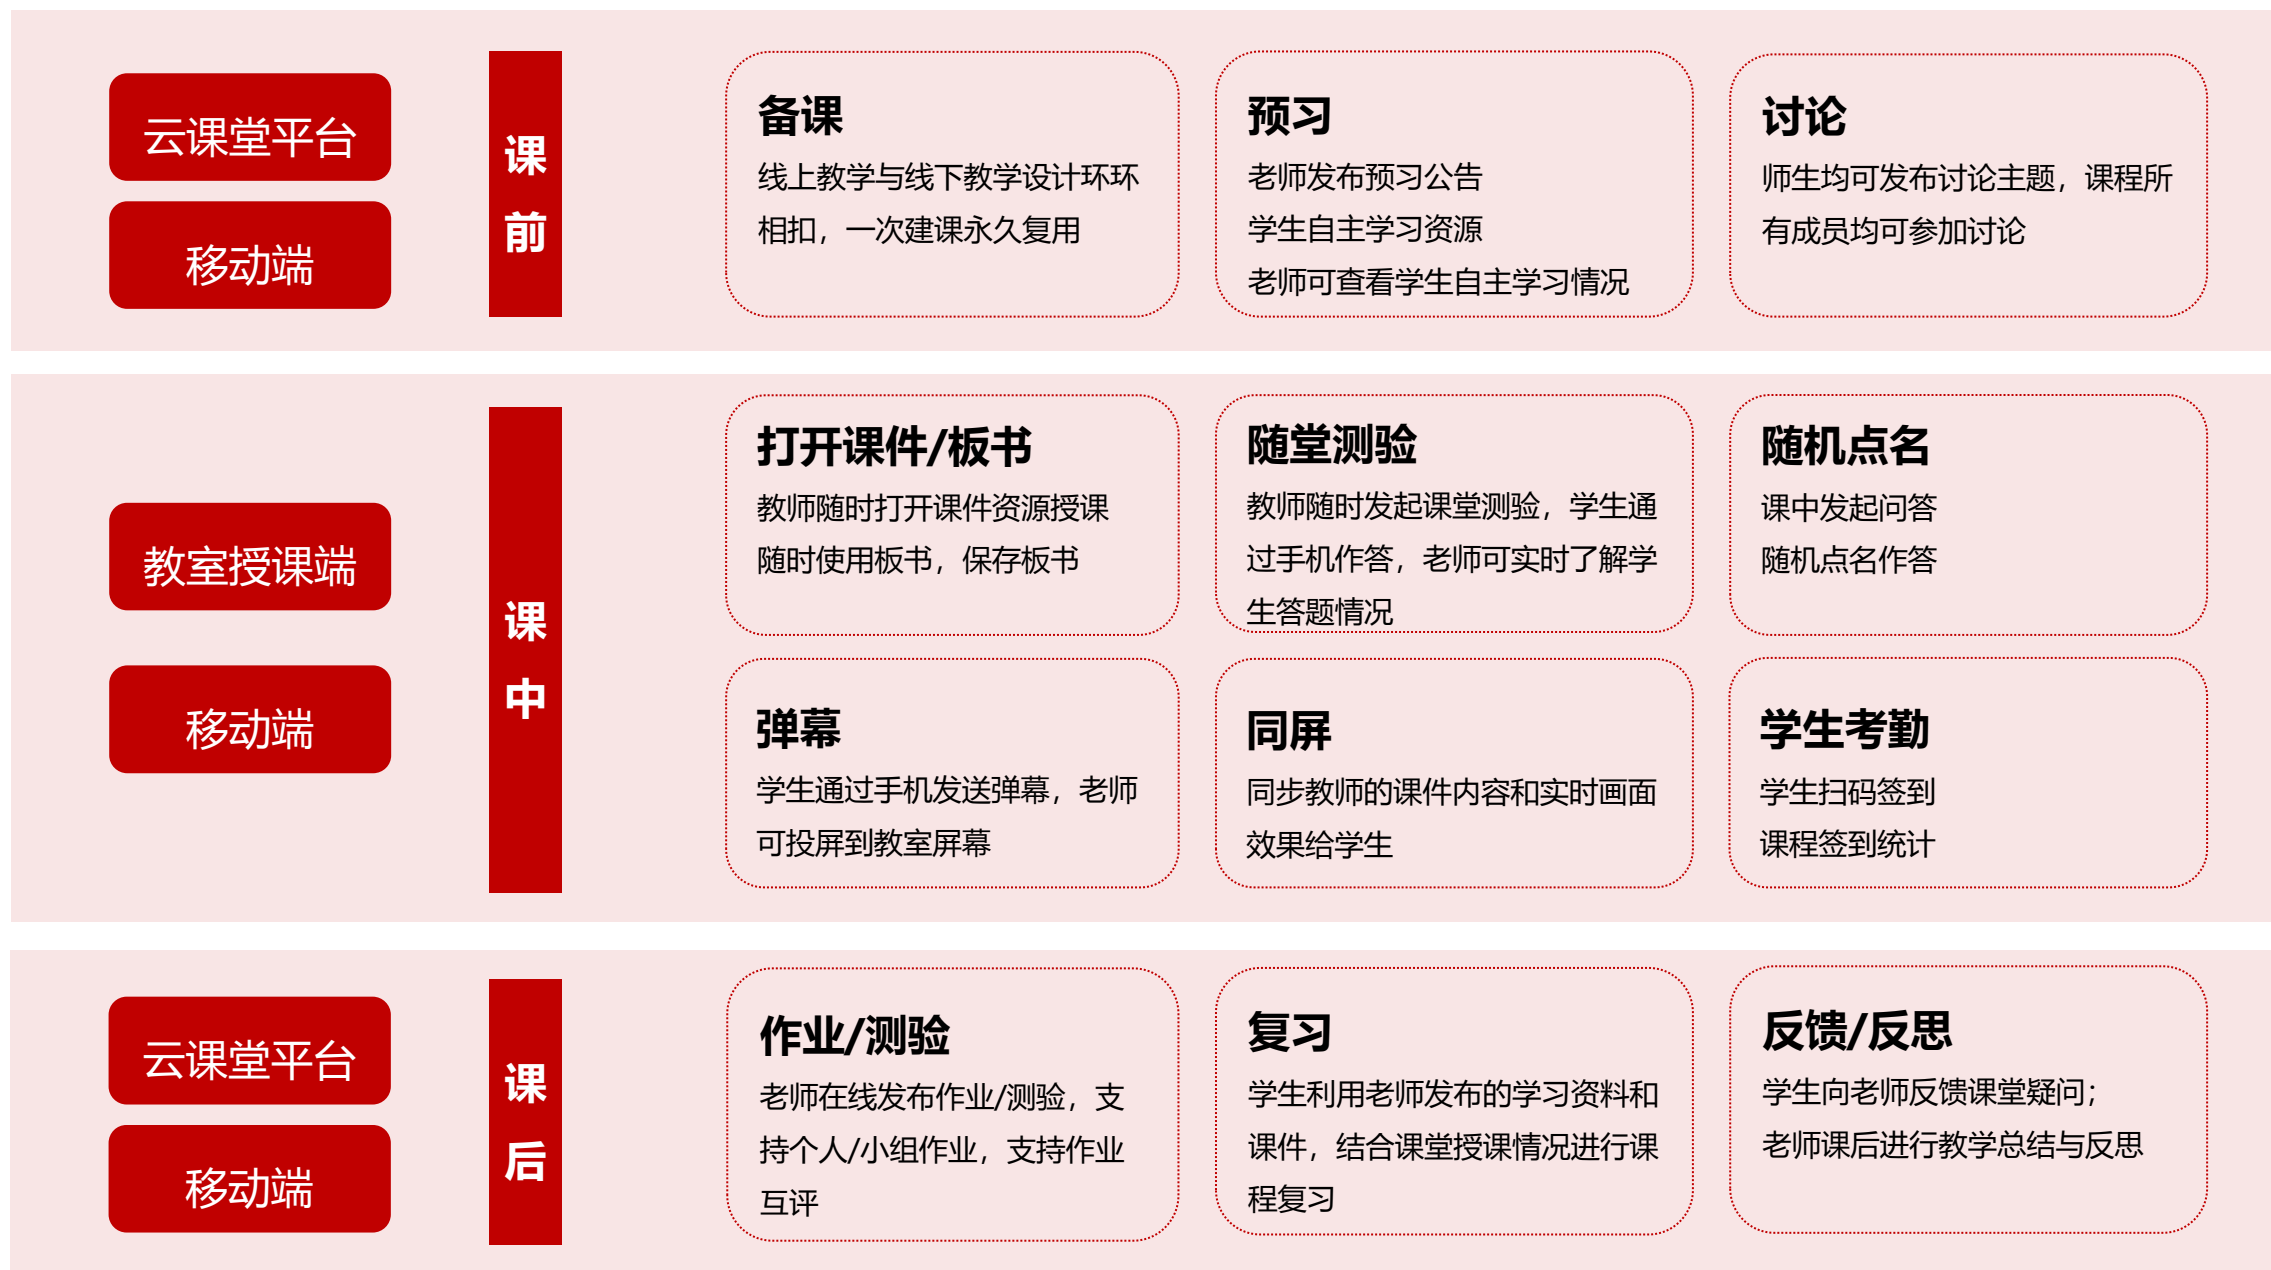 云课堂平台
移动端
课
前
备课
线上教学与线下教学设计环环
相扣，一次建课永久复用
预习
老师发布预习公告
学生自主学习资源
老师可查看学生自主学习情况
讨论
师生均可发布讨论主题，课程所
有成员均可参加讨论
教室授课端
移动端
课
中
打开课件/板书
教师随时打开课件资源授课
随时使用板书，保存板书
随堂测验
教师随时发起课堂测验，学生通
过手机作答，老师可实时了解学
生答题情况
随机点名
课中发起问答
随机点名作答
弹幕
学生通过手机发送弹幕，老师
可投屏到教室屏幕
同屏
同步教师的课件内容和实时画面
效果给学生
学生考勤
学生扫码签到
课程签到统计
云课堂平台
移动端
课
后
作业/测验
老师在线发布作业/测验，支
持个人/小组作业，支持作业
互评
复习
学生利用老师发布的学习资料和
课件，结合课堂授课情况进行课
程复习
反馈/反思
学生向老师反馈课堂疑问；
老师课后进行教学总结与反思